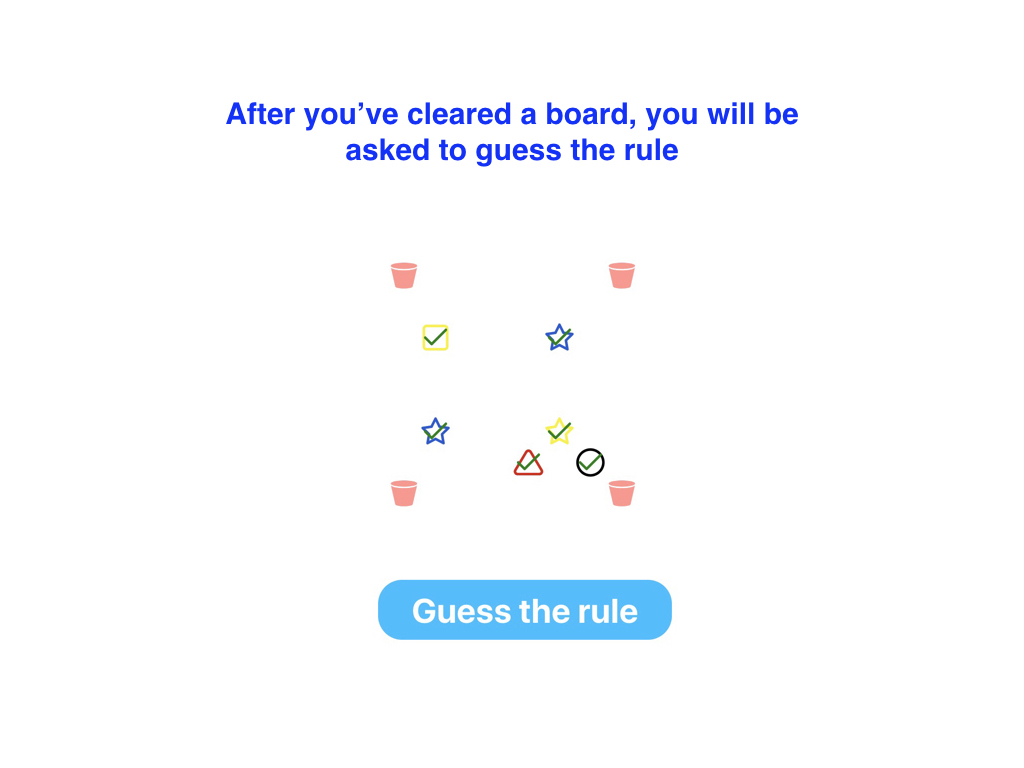 After you’ve cleared a board, you will be
asked to guess the rule
Guess the rule